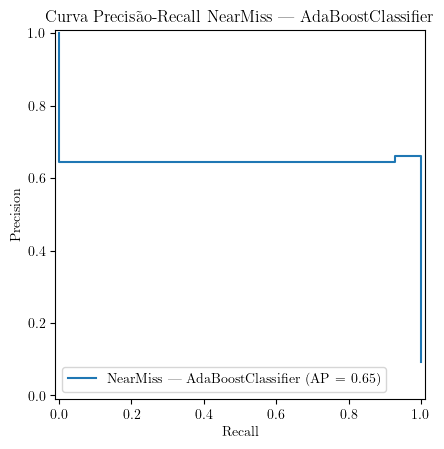 Curva Precisão-Recall NearMiss — AdaBoostClassifier
1.0
0.8
0.6
0.4
0.2
0.0
Precision
NearMiss — AdaBoostClassifier (AP = 0.65)
0.0 0.2 0.4 0.6 0.8 1.0
Recall